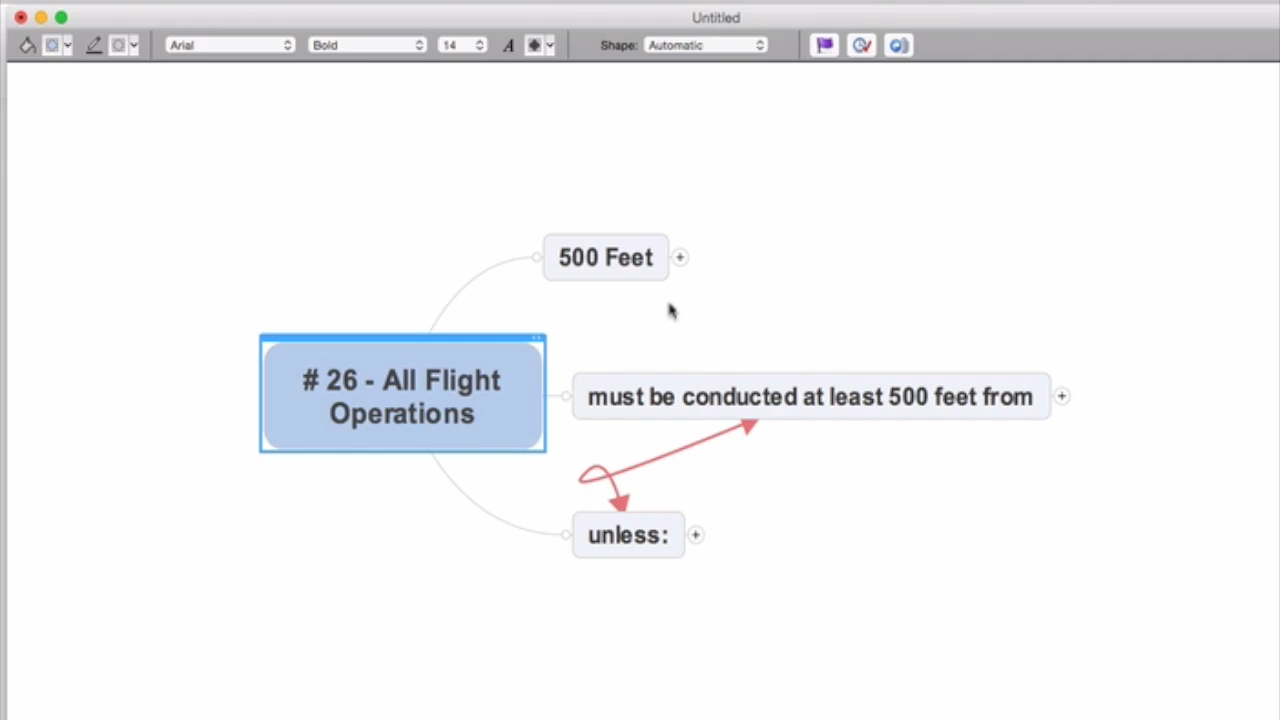 Untitled
Arial
Bold
14
A
Shape:
Automatic
500 Feet
# 26 - All Flight
Operations
must be conducted at least 500 feet from
unless: